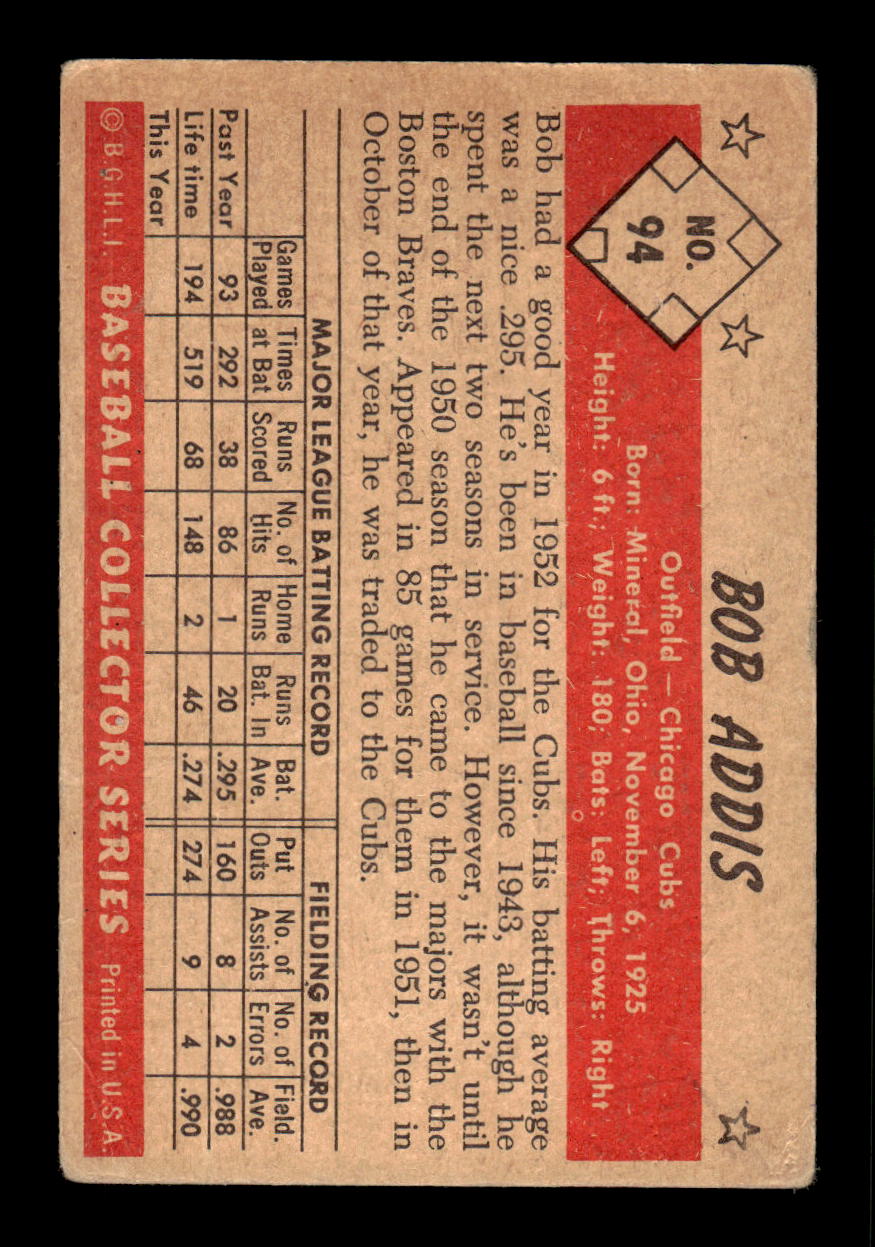 BOB ADDIS
NO.
94
Outfield — Chicago Cubs
Born: Mineral, Ohio, November 6, 1925
Height: 6 ft.; Weight: 180; Bats: Left; Throws: Right
Bob had a good year in 1952 for the Cubs. His batting average
was a nice .295. He's been in baseball since 1943, although he
spent the next two seasons in service. However, it wasn't until
the end of the 1950 season that he came to the majors with the
Boston Braves. Appeared in 85 games for them in 1951, then in
October of that year, he was traded to the Cubs.
MAJOR LEAGUE BATTING RECORD FIELDING RECORD
Games Times Runs No. of Home Runs Bat. Put No. of No. of Field.
Played at Bat Scored Hits Runs Bat. In Ave. Outs Assists Errors Ave.
Past Year 93 292 38 86 1 20 .295 160 8 2 .988
Life time 194 519 68 148 2 46 .274 274 9 4 .990
This Year
© B.G.H.L.I. BASEBALL COLLECTOR SERIES Printed in U.S.A.